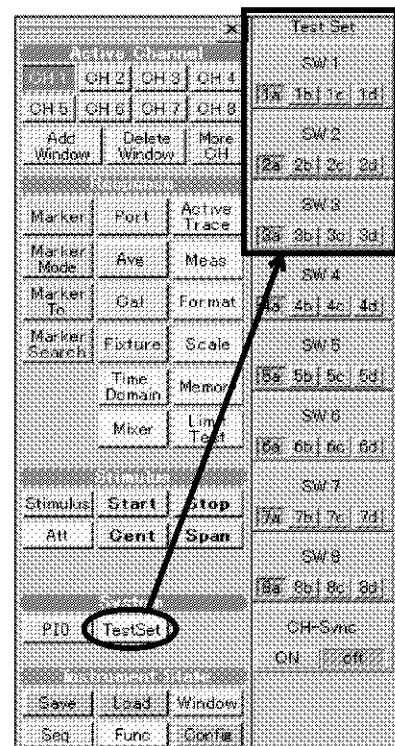 x
Active Channel
CH 1 CH 2 CH 3 CH 4
CH 5 CH 6 CH 7 CH 8
Add Window Delete Window More CH
Response
Marker Port Active Trace
Marker Mode Ave Meas
Marker To Cal Format
Marker Search Fixture Scale
Time Domain Memory
Mixer Limit Test
Stimulus
Stimulus Start Stop
Att Cent Span
System
PIO TestSet
Instrument State
Save Load Window
Seq Func Config
Test Set
SW 1
1a 1b 1c 1d
SW 2
2a 2b 2c 2d
SW 3
3a 3b 3c 3d
SW 4
4a 4b 4c 4d
SW 5
5a 5b 5c 5d
SW 6
6a 6b 6c 6d
SW 7
7a 7b 7c 7d
SW 8
8a 8b 8c 8d
CH-Sync
ON off